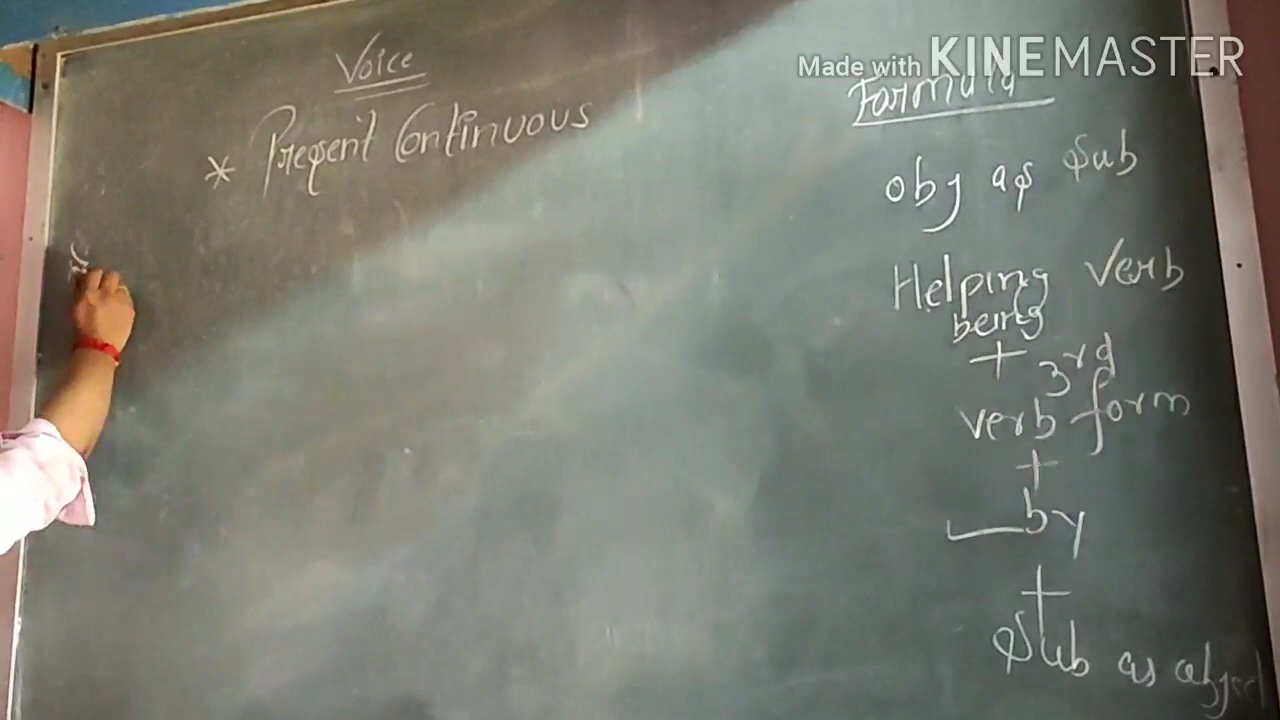 Voice
* Present Continuous
Made with KINEMASTER
Formula
obj as Sub
Helping Verb
being
+ 3rd
verb form
+
by
+
Sub as object